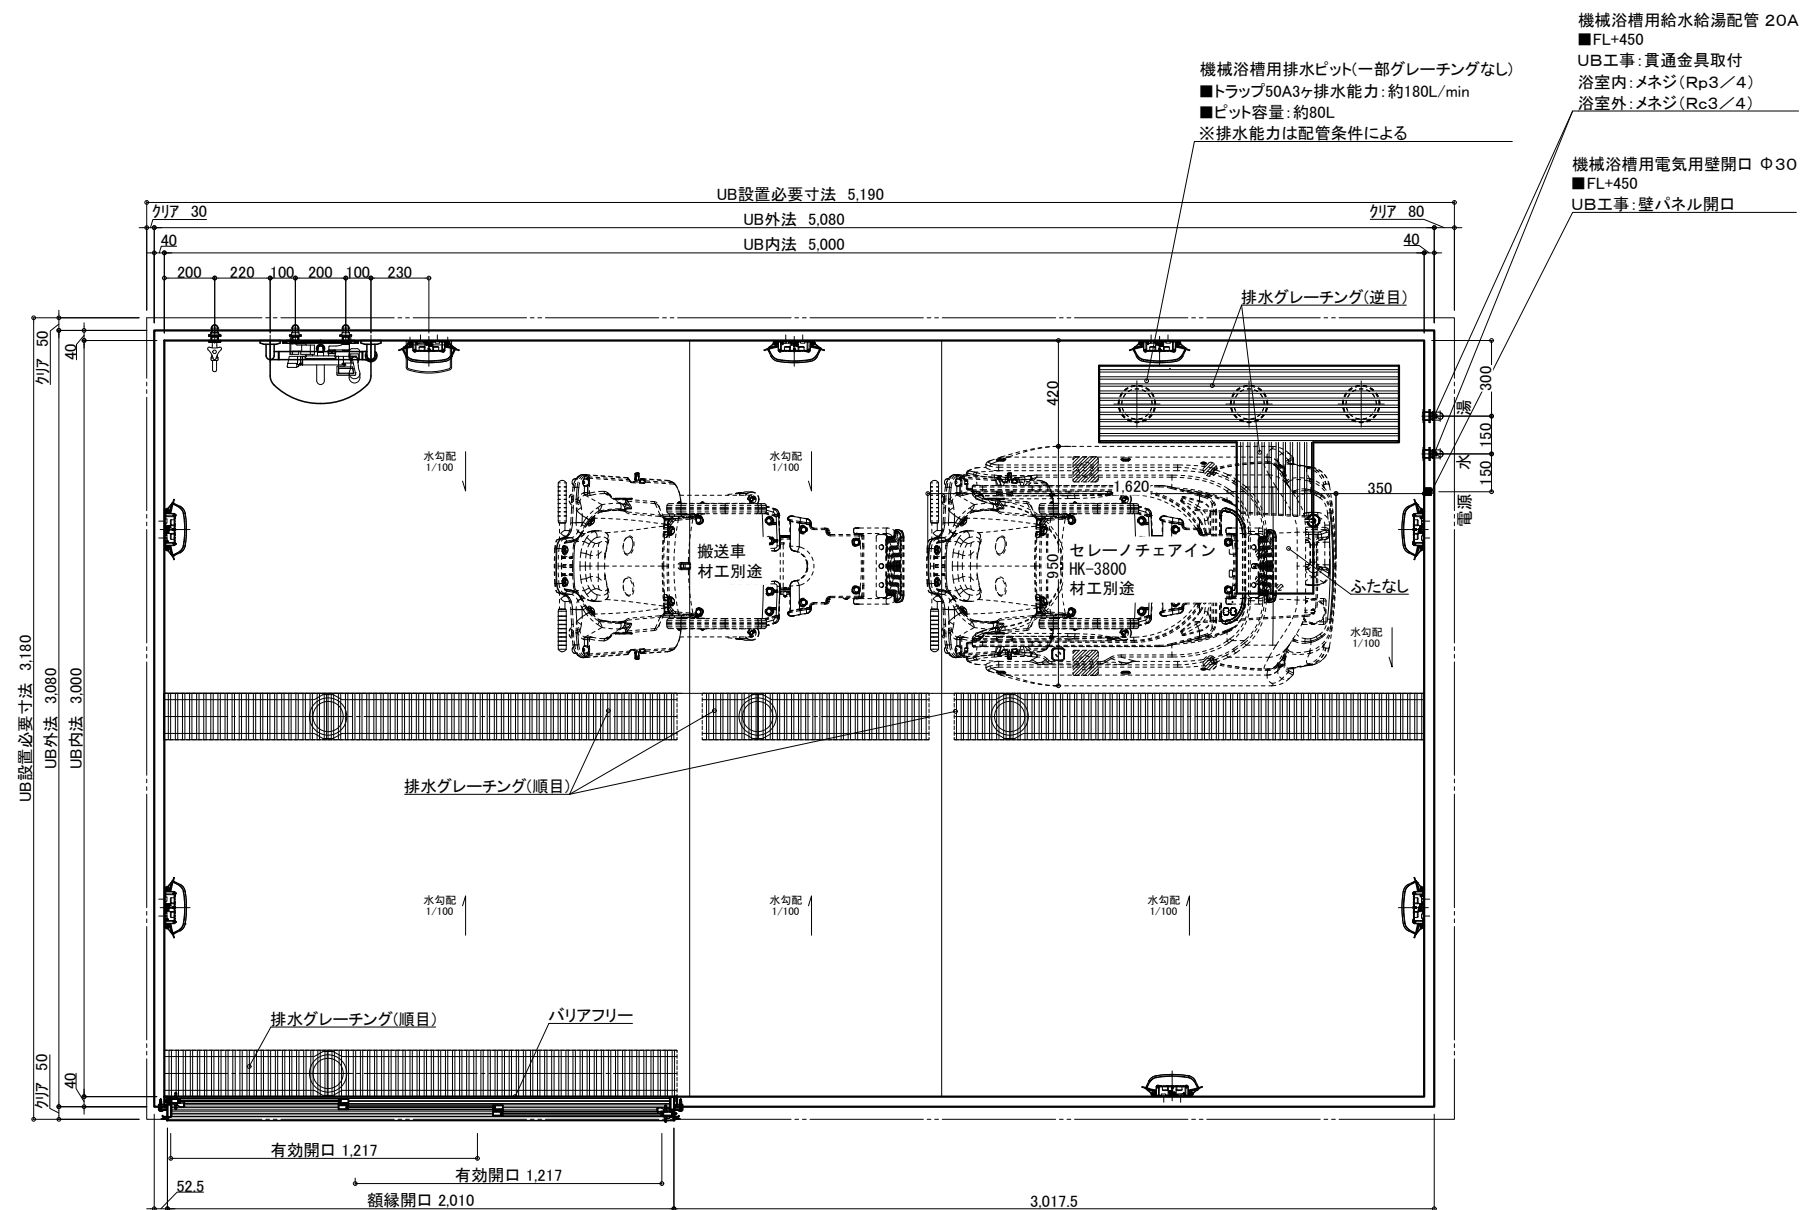 機械浴槽用給水給湯配管 20A
■FL+450
UB工事：貫通金具取付
浴室内：メネジ(Rp3／4)
浴室外：メネジ(Rc3／4)
機械浴槽用排水ピット(一部グレーチングなし)
■トラップ50A3ヶ排水能力：約180L/min
■ピット容量：約80L
※排水能力は配管条件による
機械浴槽用電気用壁開口 Φ30
■FL+450
UB工事：壁パネル開口
UB設置必要寸法 5,190
クリア 30
UB外法 5,080
クリア 80
40
UB内法 5,000
40
200
220
100
200
100
230
排水グレーチング(逆目)
クリア 50
40
300
420
湯
150
水
150
電源
水勾配
1/100
水勾配
1/100
1,620
350
搬送車
材工別途
950
セレーノチェアイン
HK-3800
材工別途
ふたなし
水勾配
1/100
UB設置必要寸法 3,180
UB外法 3,080
UB内法 3,000
排水グレーチング(順目)
水勾配
1/100
水勾配
1/100
水勾配
1/100
排水グレーチング(順目)
バリアフリー
クリア 50
40
有効開口 1,217
有効開口 1,217
52.5
額縁開口 2,010
3,017.5